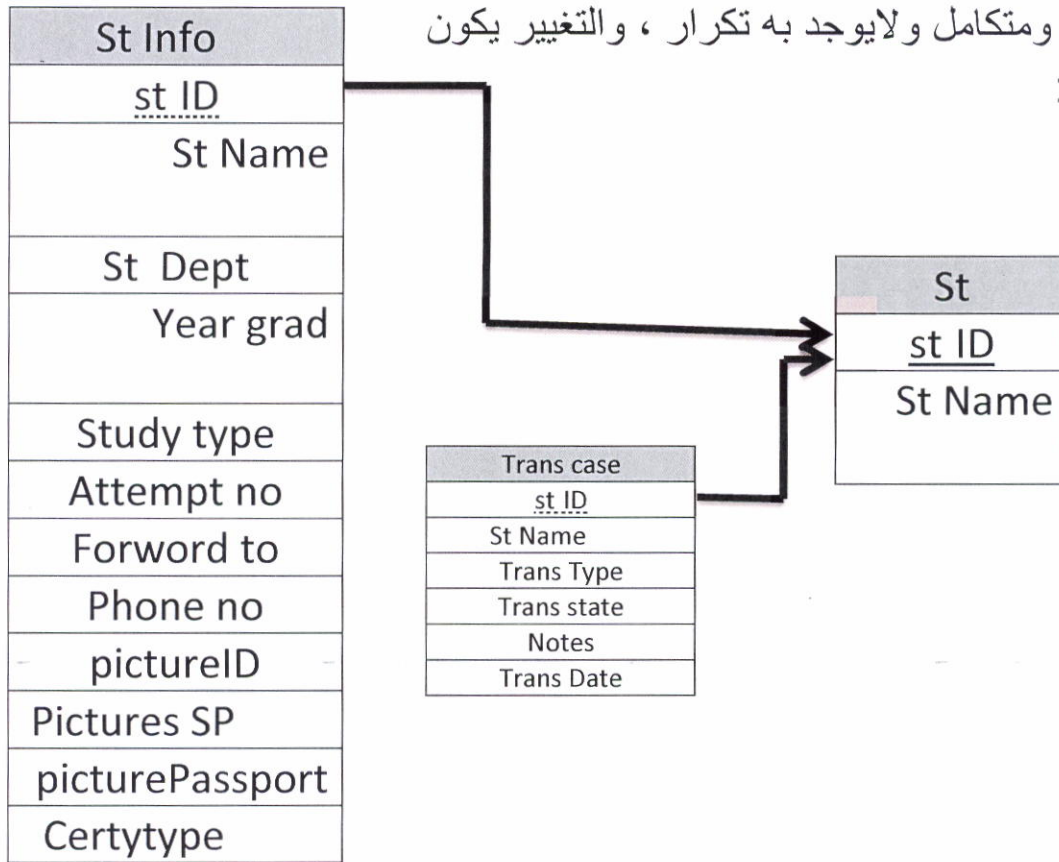 ومتكامل ولايوجد به تكرار ، والتغيير يكون
:
St Info
st ID
St Name
St Dept
Year grad
Study type
Attempt no
Forword to
Phone no
pictureID
Pictures SP
picturePassport
Certytype
Trans case
st ID
St Name
Trans Type
Trans state
Notes
Trans Date
St
st ID
St Name